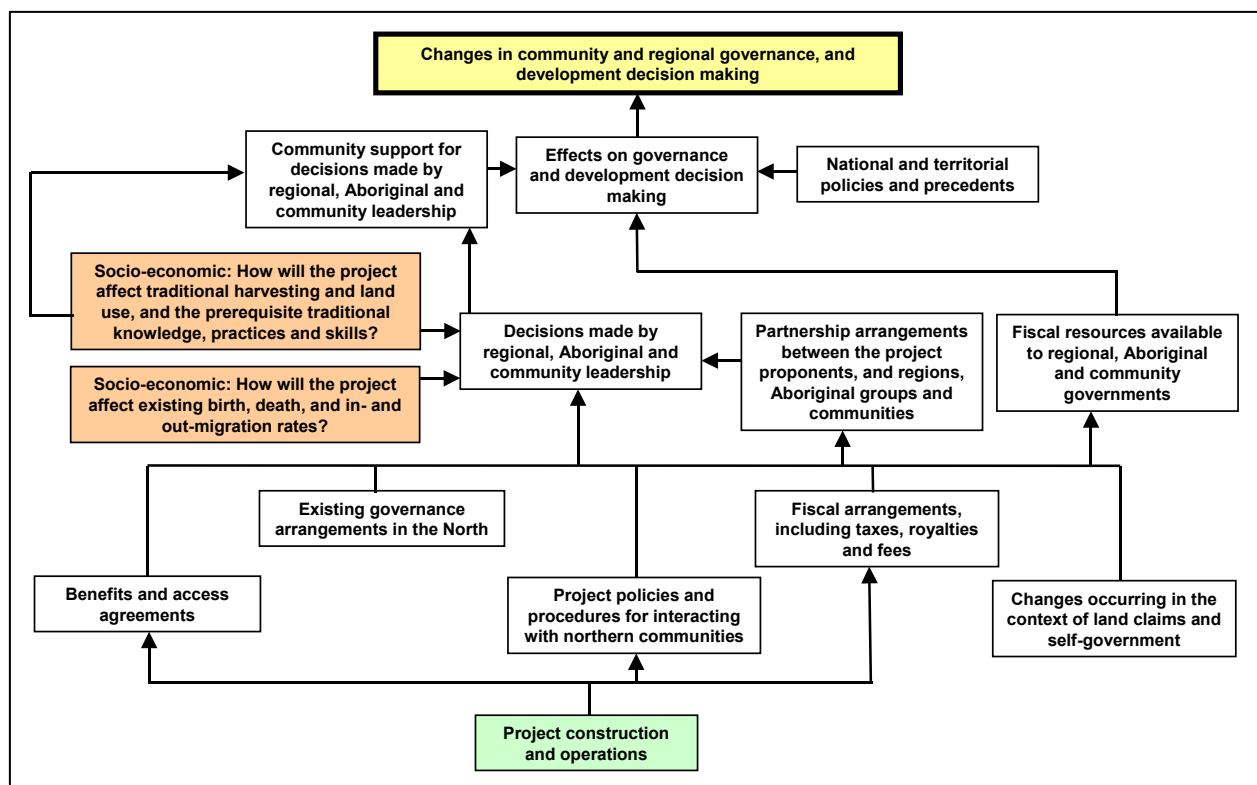 Changes in community and regional governance, and
development decision making
Community support for
decisions made by
regional, Aboriginal and
community leadership
Effects on governance
and development decision
making
National and territorial
policies and precedents
Socio-economic: How will the project
affect traditional harvesting and land
use, and the prerequisite traditional
knowledge, practices and skills?
Decisions made by
regional, Aboriginal and
community leadership
Partnership arrangements
between the project
proponents, and regions,
Aboriginal groups and
communities
Fiscal resources available
to regional, Aboriginal
and community
governments
Socio-economic: How will the project
affect existing birth, death, and in- and
out-migration rates?
Existing governance
arrangements in the North
Fiscal arrangements,
including taxes, royalties
and fees
Benefits and access
agreements
Project policies and
procedures for interacting
with northern communities
Changes occurring in the
context of land claims and
self-government
Project construction
and operations